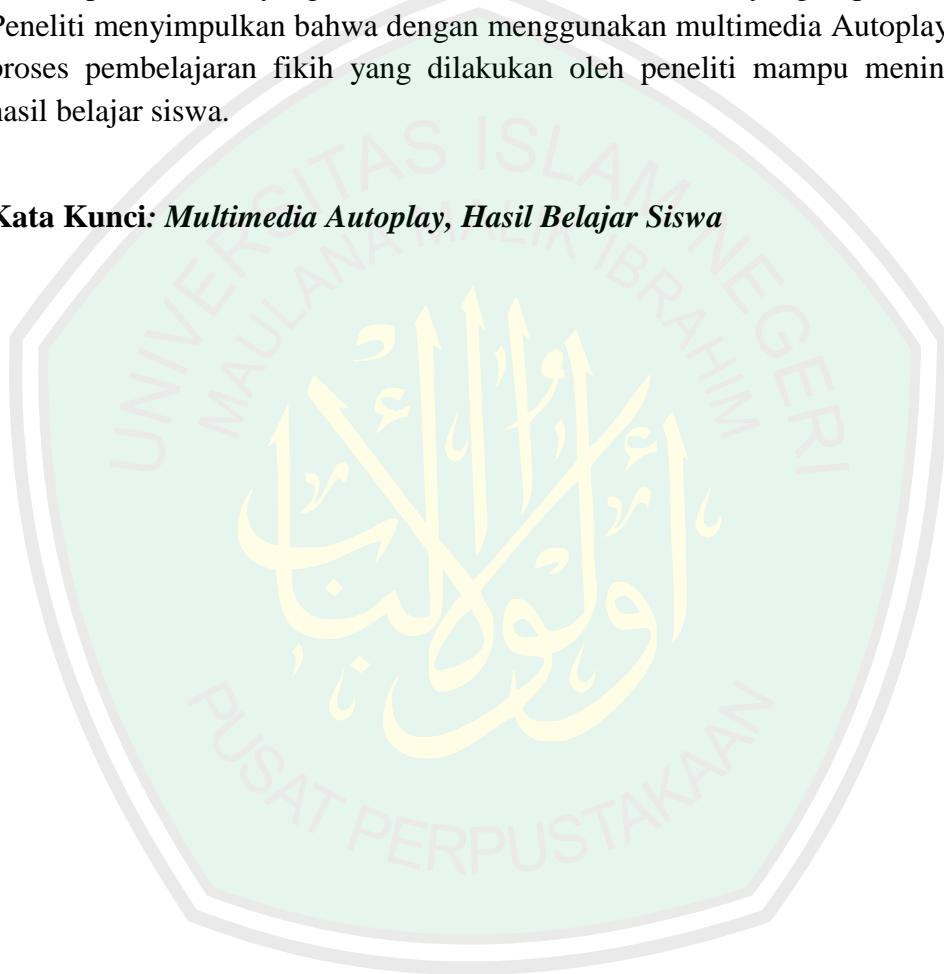 Peneliti menyimpulkan bahwa dengan menggunakan multimedia Autoplay
proses pembelajaran fikih yang dilakukan oleh peneliti mampu menin
hasil belajar siswa.
Kata Kunci: Multimedia Autoplay, Hasil Belajar Siswa
UNIVERSITAS ISLAM NEGERI
MAULANA MALIK IBRAHIM
أولوا الألباب
PUSAT PERPUSTAKAAN